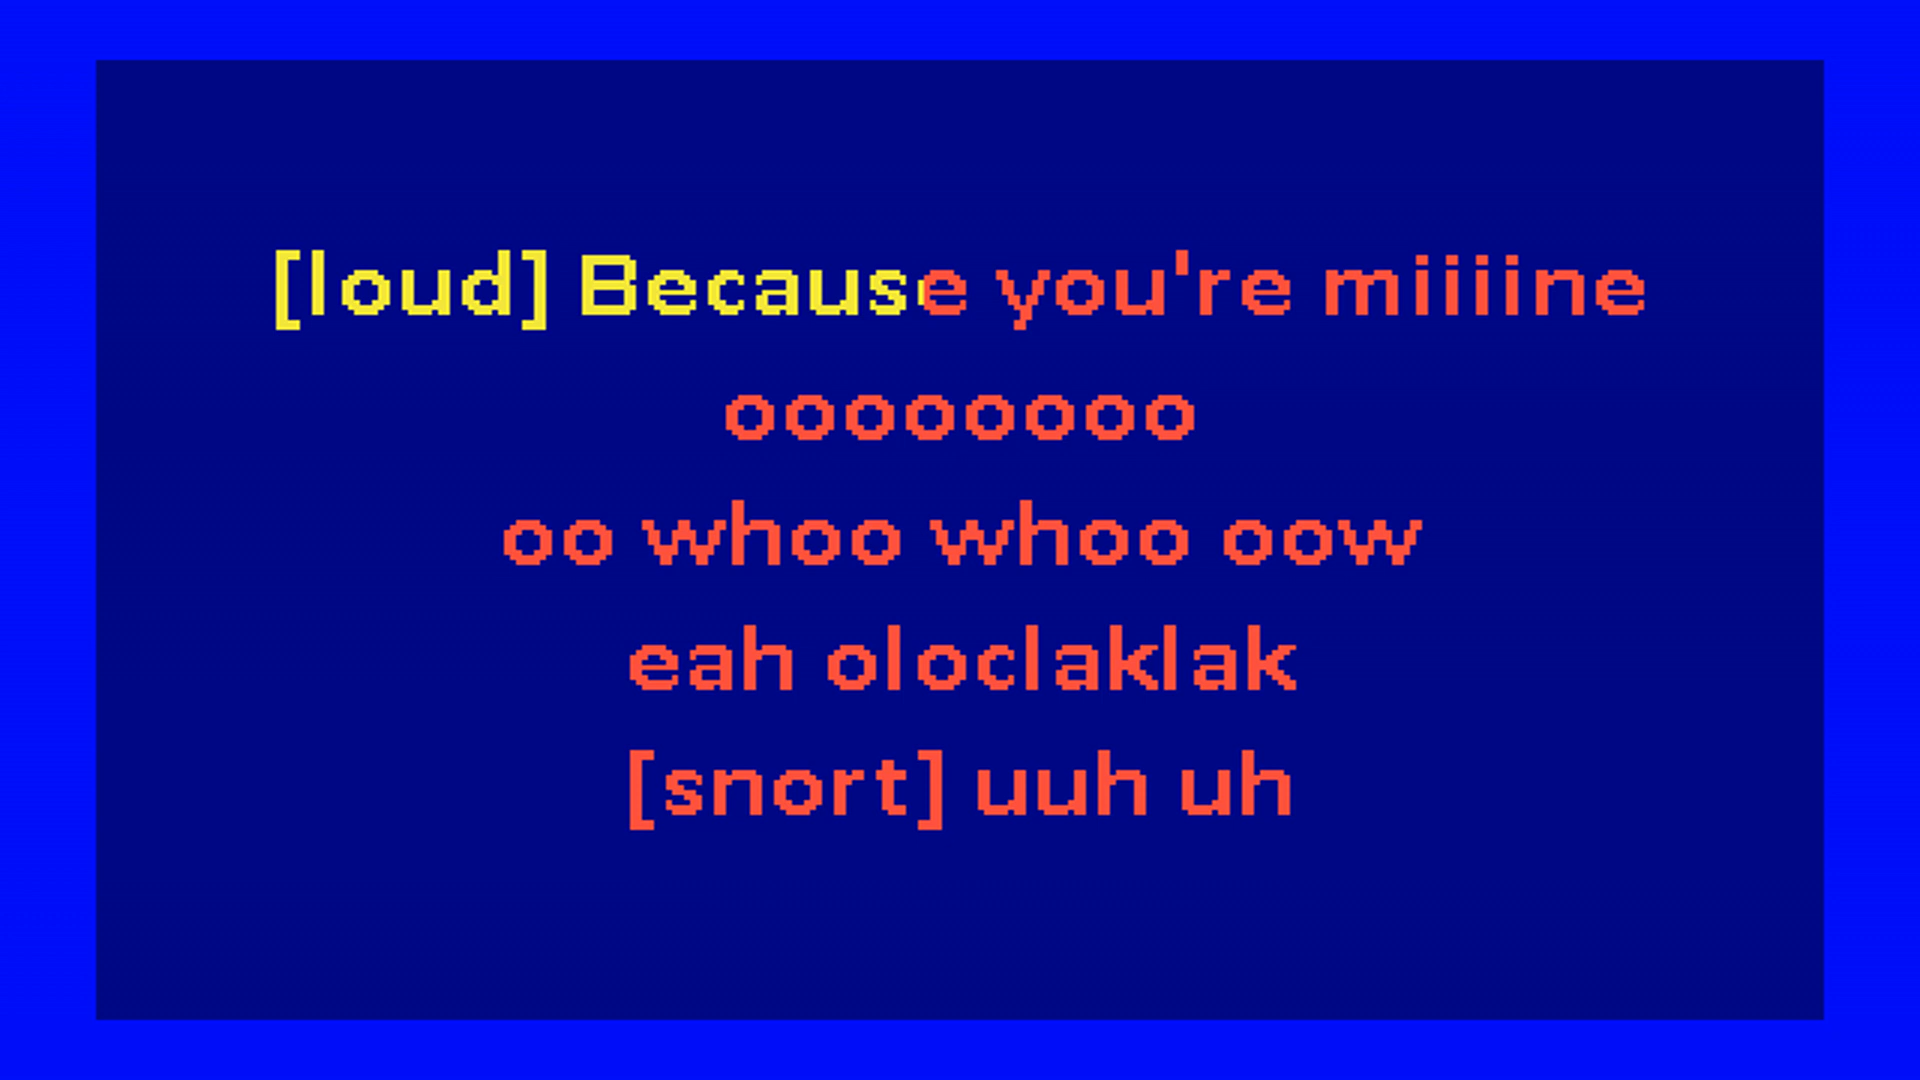 [loud] Because you're miiiine
oooooooo
oo whoo whoo oow
eah oloclaklak
[snort] uuh uh